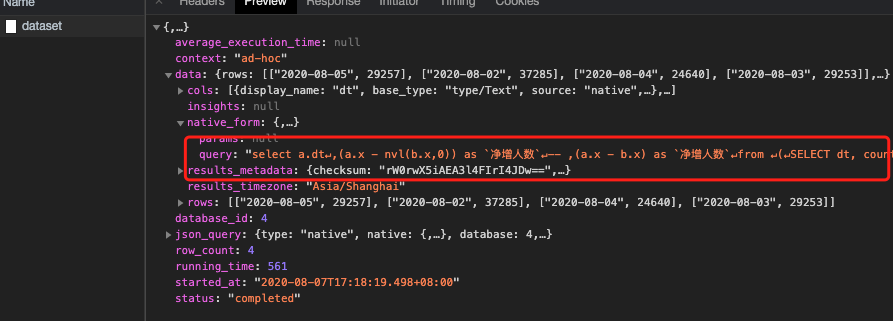 Name
Headers Preview Response Initiator Timing Cookies
dataset
▼{,…}
average_execution_time: null
context: "ad-hoc"
▼data: {rows: [["2020-08-05", 29257], ["2020-08-02", 37285], ["2020-08-04", 24640], ["2020-08-03", 29253]],…}
▶cols: [{display_name: "dt", base_type: "type/Text", source: "native",…},…]
insights: null
▼native_form: {,…}
params: null
query: "select a.dt↵,(a.x - nvl(b.x,0)) as `净增人数`↵-- ,(a.x - b.x) as `净增人数`↵from ↵(↵SELECT dt, count
▶results_metadata: {checksum: "rW0rwX5iAEA3l4FIrI4JDw==",…}
results_timezone: "Asia/Shanghai"
▶rows: [["2020-08-05", 29257], ["2020-08-02", 37285], ["2020-08-04", 24640], ["2020-08-03", 29253]]
database_id: 4
▶json_query: {type: "native", native: {,…}, database: 4,…}
row_count: 4
running_time: 561
started_at: "2020-08-07T17:18:19.498+08:00"
status: "completed"